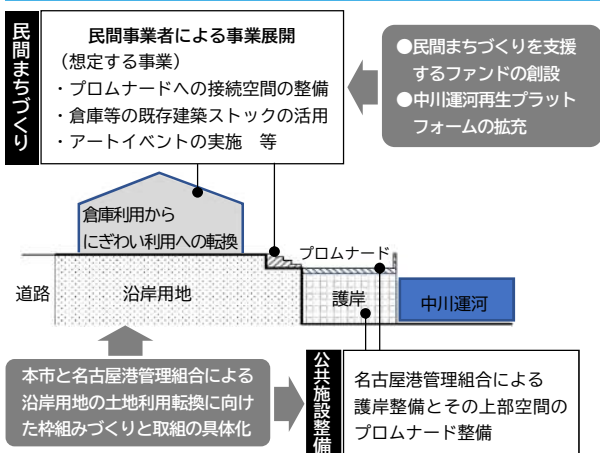 民間まちづくり
民間事業者による事業展開
（想定する事業）
・プロムナードへの接続空間の整備
・倉庫等の既存建築ストックの活用
・アートイベントの実施　等
●民間まちづくりを支援
するファンドの創設
●中川運河再生プラット
フォームの拡充
倉庫利用から
にぎわい利用への転換
プロムナード
道路
沿岸用地
護岸
中川運河
本市と名古屋港管理組合による
沿岸用地の土地利用転換に向け
た枠組みづくりと取組の具体化
公共施設整備
名古屋港管理組合による
護岸整備とその上部空間の
プロムナード整備